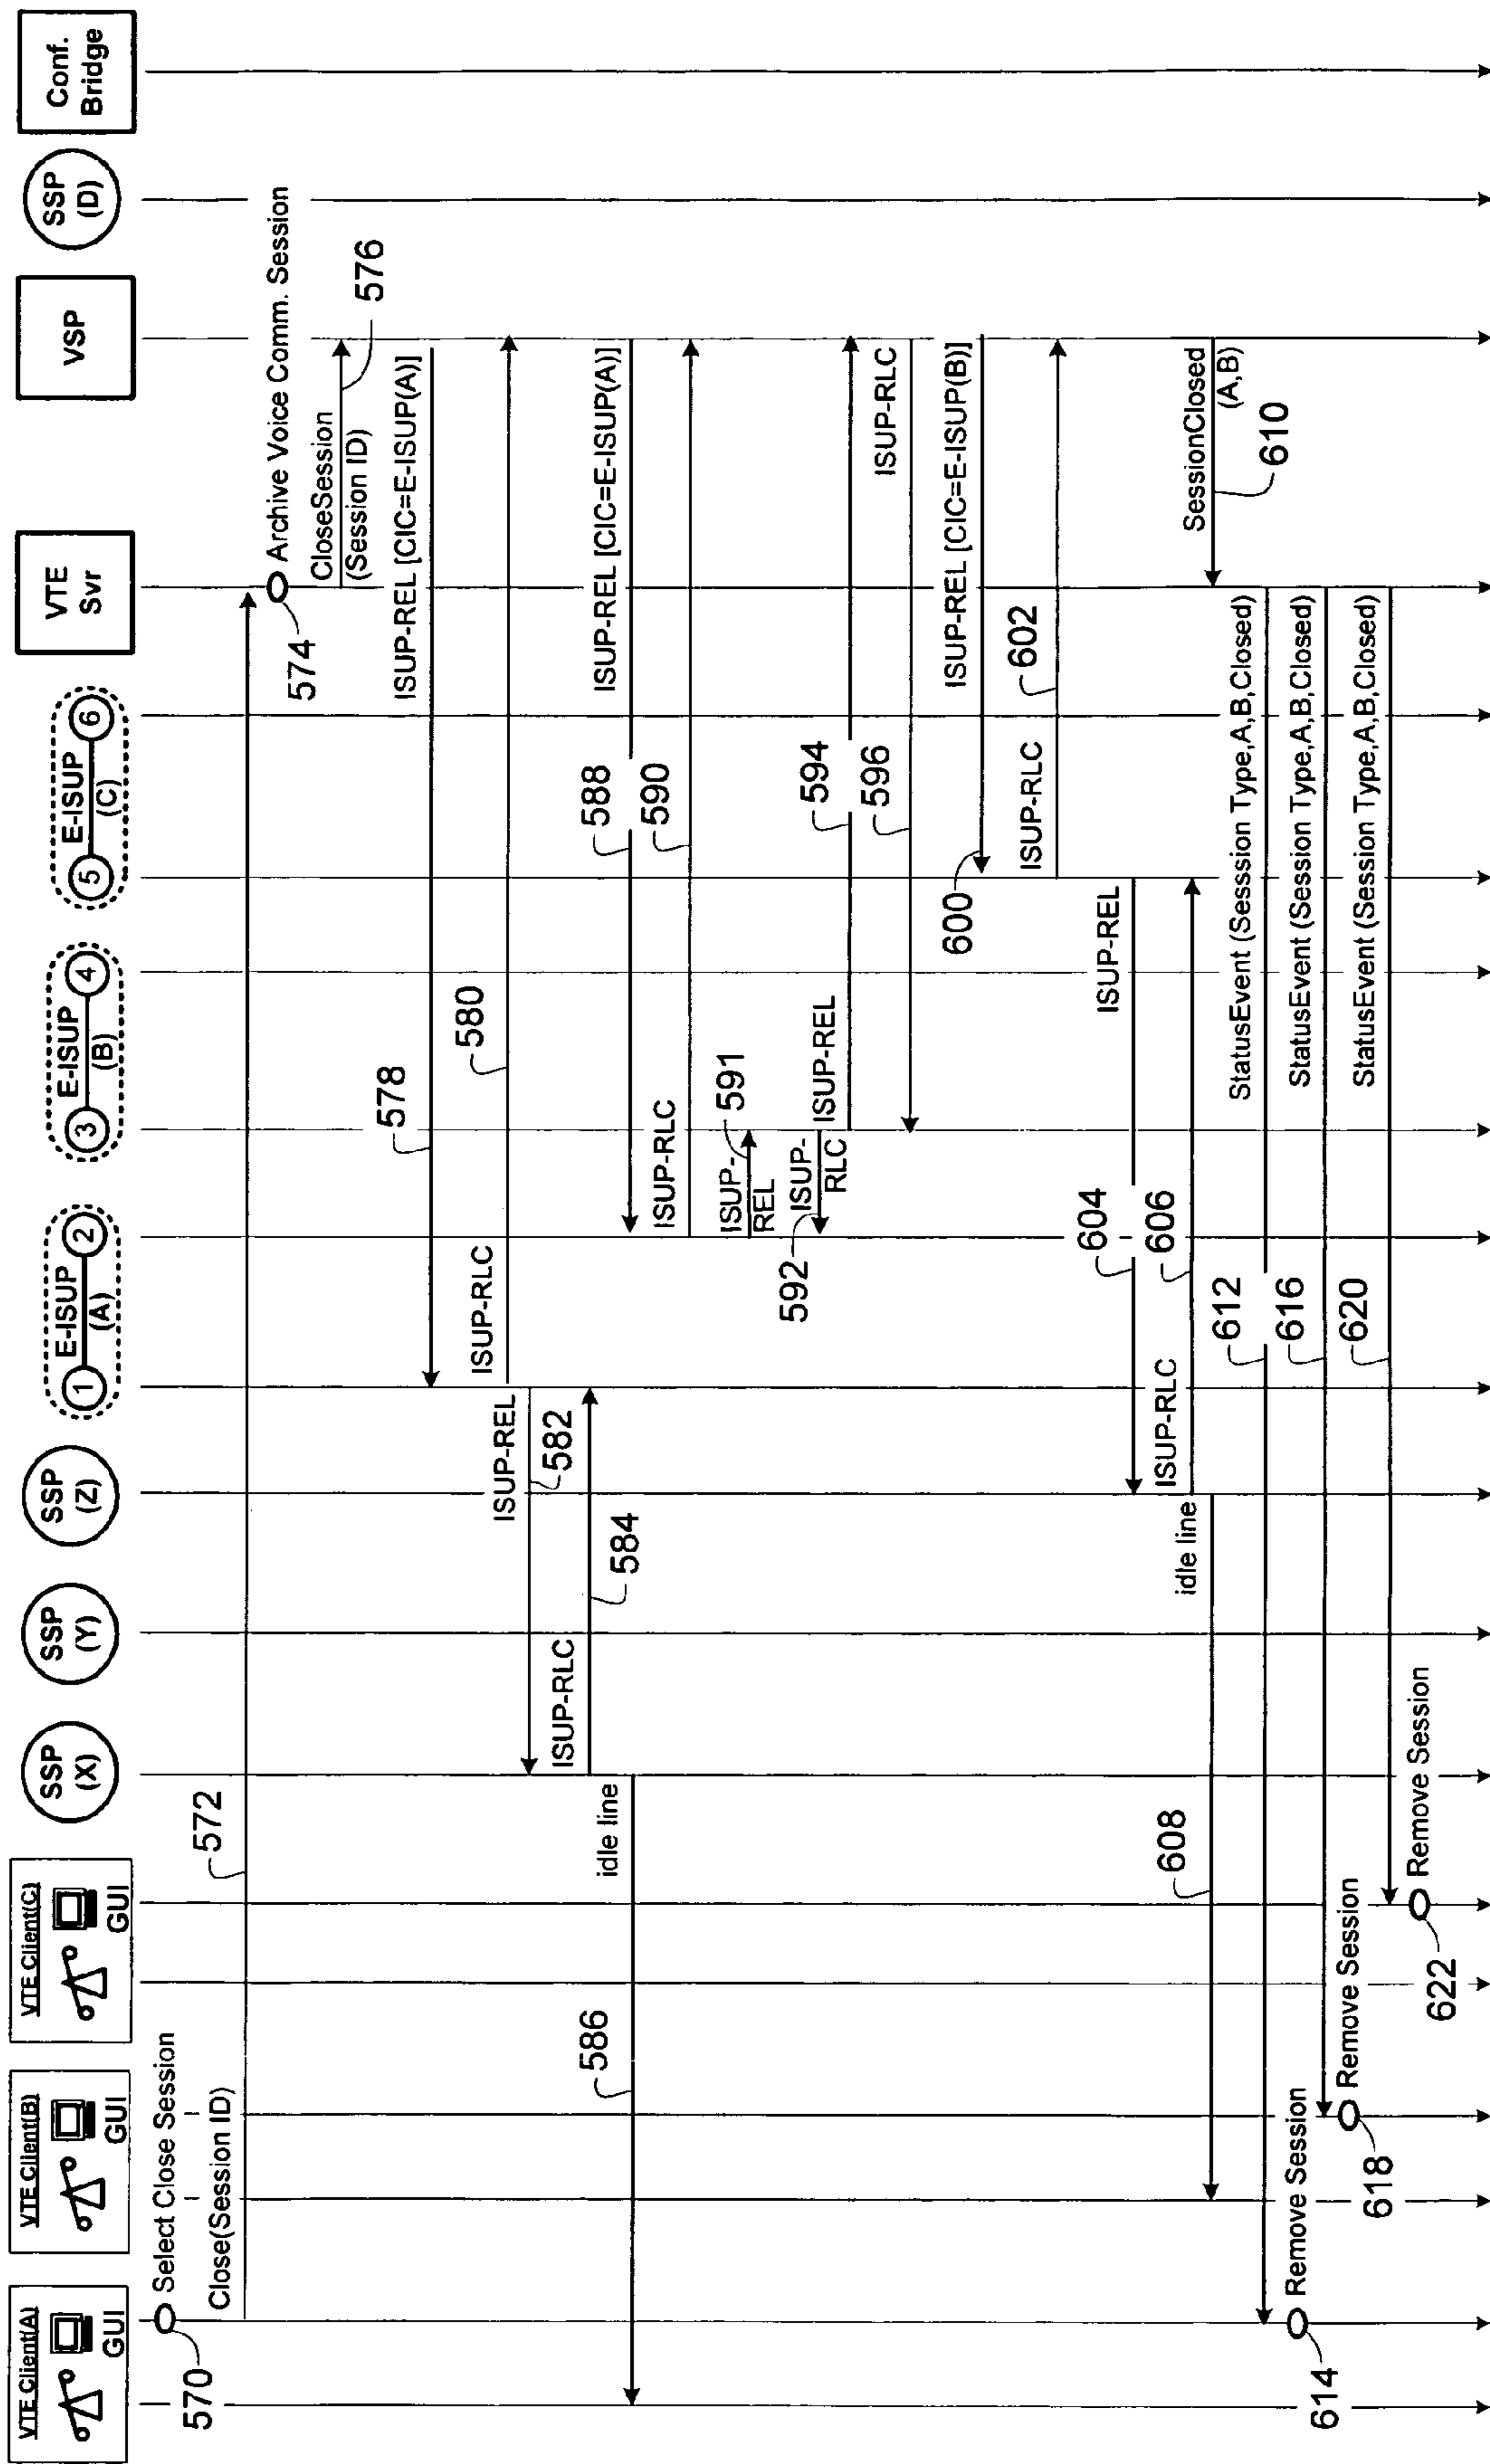 VTE Client(A)
GUI
VTE Client(B)
GUI
VTE Client(C)
GUI
SSP
(X)
SSP
(Y)
SSP
(Z)
1
E-ISUP
(A)
2
3
E-ISUP
(B)
4
5
E-ISUP
(C)
6
VTE
Svr
VSP
SSP
(D)
Conf.
Bridge
570
Select Close Session
Close(Session ID)
572
574
Archive Voice Comm. Session
CloseSession
(Session ID)
576
578
ISUP-REL [CIC=E-ISUP(A)]
ISUP-RLC
580
ISUP-REL
582
ISUP-RLC
584
idle line
586
588
ISUP-REL [CIC=E-ISUP(A)]
ISUP-RLC
590
ISUP-
REL
591
592
ISUP-
RLC
ISUP-REL
594
596
ISUP-RLC
600
ISUP-REL [CIC=E-ISUP(B)]
ISUP-RLC
602
604
ISUP-REL
ISUP-RLC
606
idle line
608
SessionClosed
(A,B)
610
612
StatusEvent (Sesssion Type,A,B,Closed)
614
Remove Session
616
StatusEvent (Session Type,A,B,Closed)
618
Remove Session
620
StatusEvent (Session Type,A,B,Closed)
622
Remove Session